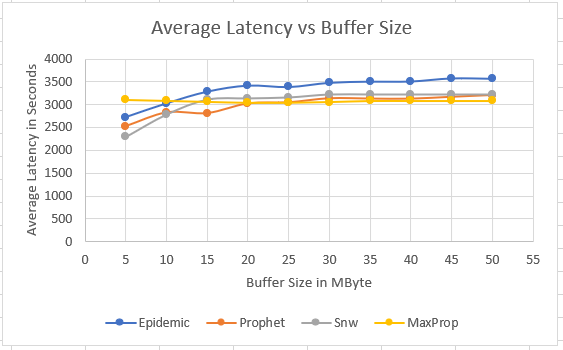 Average Latency vs Buffer Size
Average Latency in Seconds
4000
3500
3000
2500
2000
1500
1000
500
0
0 5 10 15 20 25 30 35 40 45 50 55
Buffer Size in MByte
Epidemic Prophet Snw MaxProp